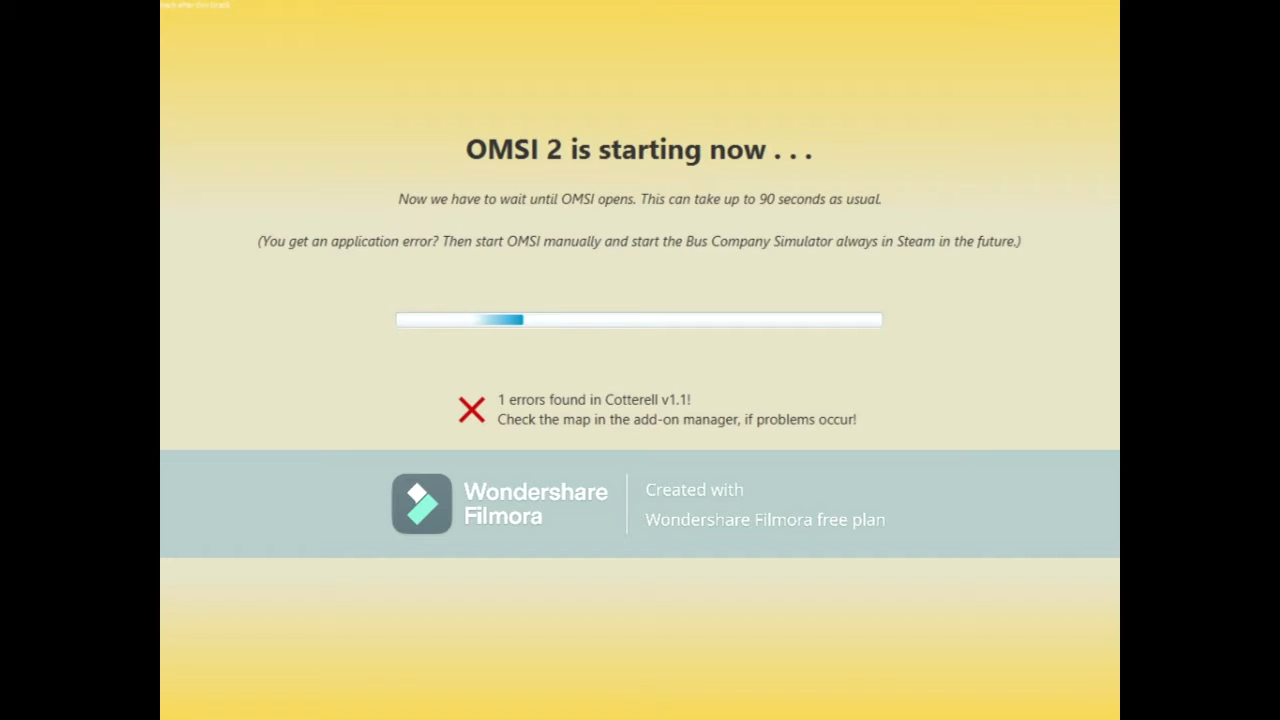 OMSI 2 is starting now . . .
Now we have to wait until OMSI opens. This can take up to 90 seconds as usual.
(You get an application error? Then start OMSI manually and start the Bus Company Simulator always in Steam in the future.)
1 errors found in Cotterell v1.1!
Check the map in the add-on manager, if problems occur!
Wondershare
Filmora
Created with
Wondershare Filmora free plan